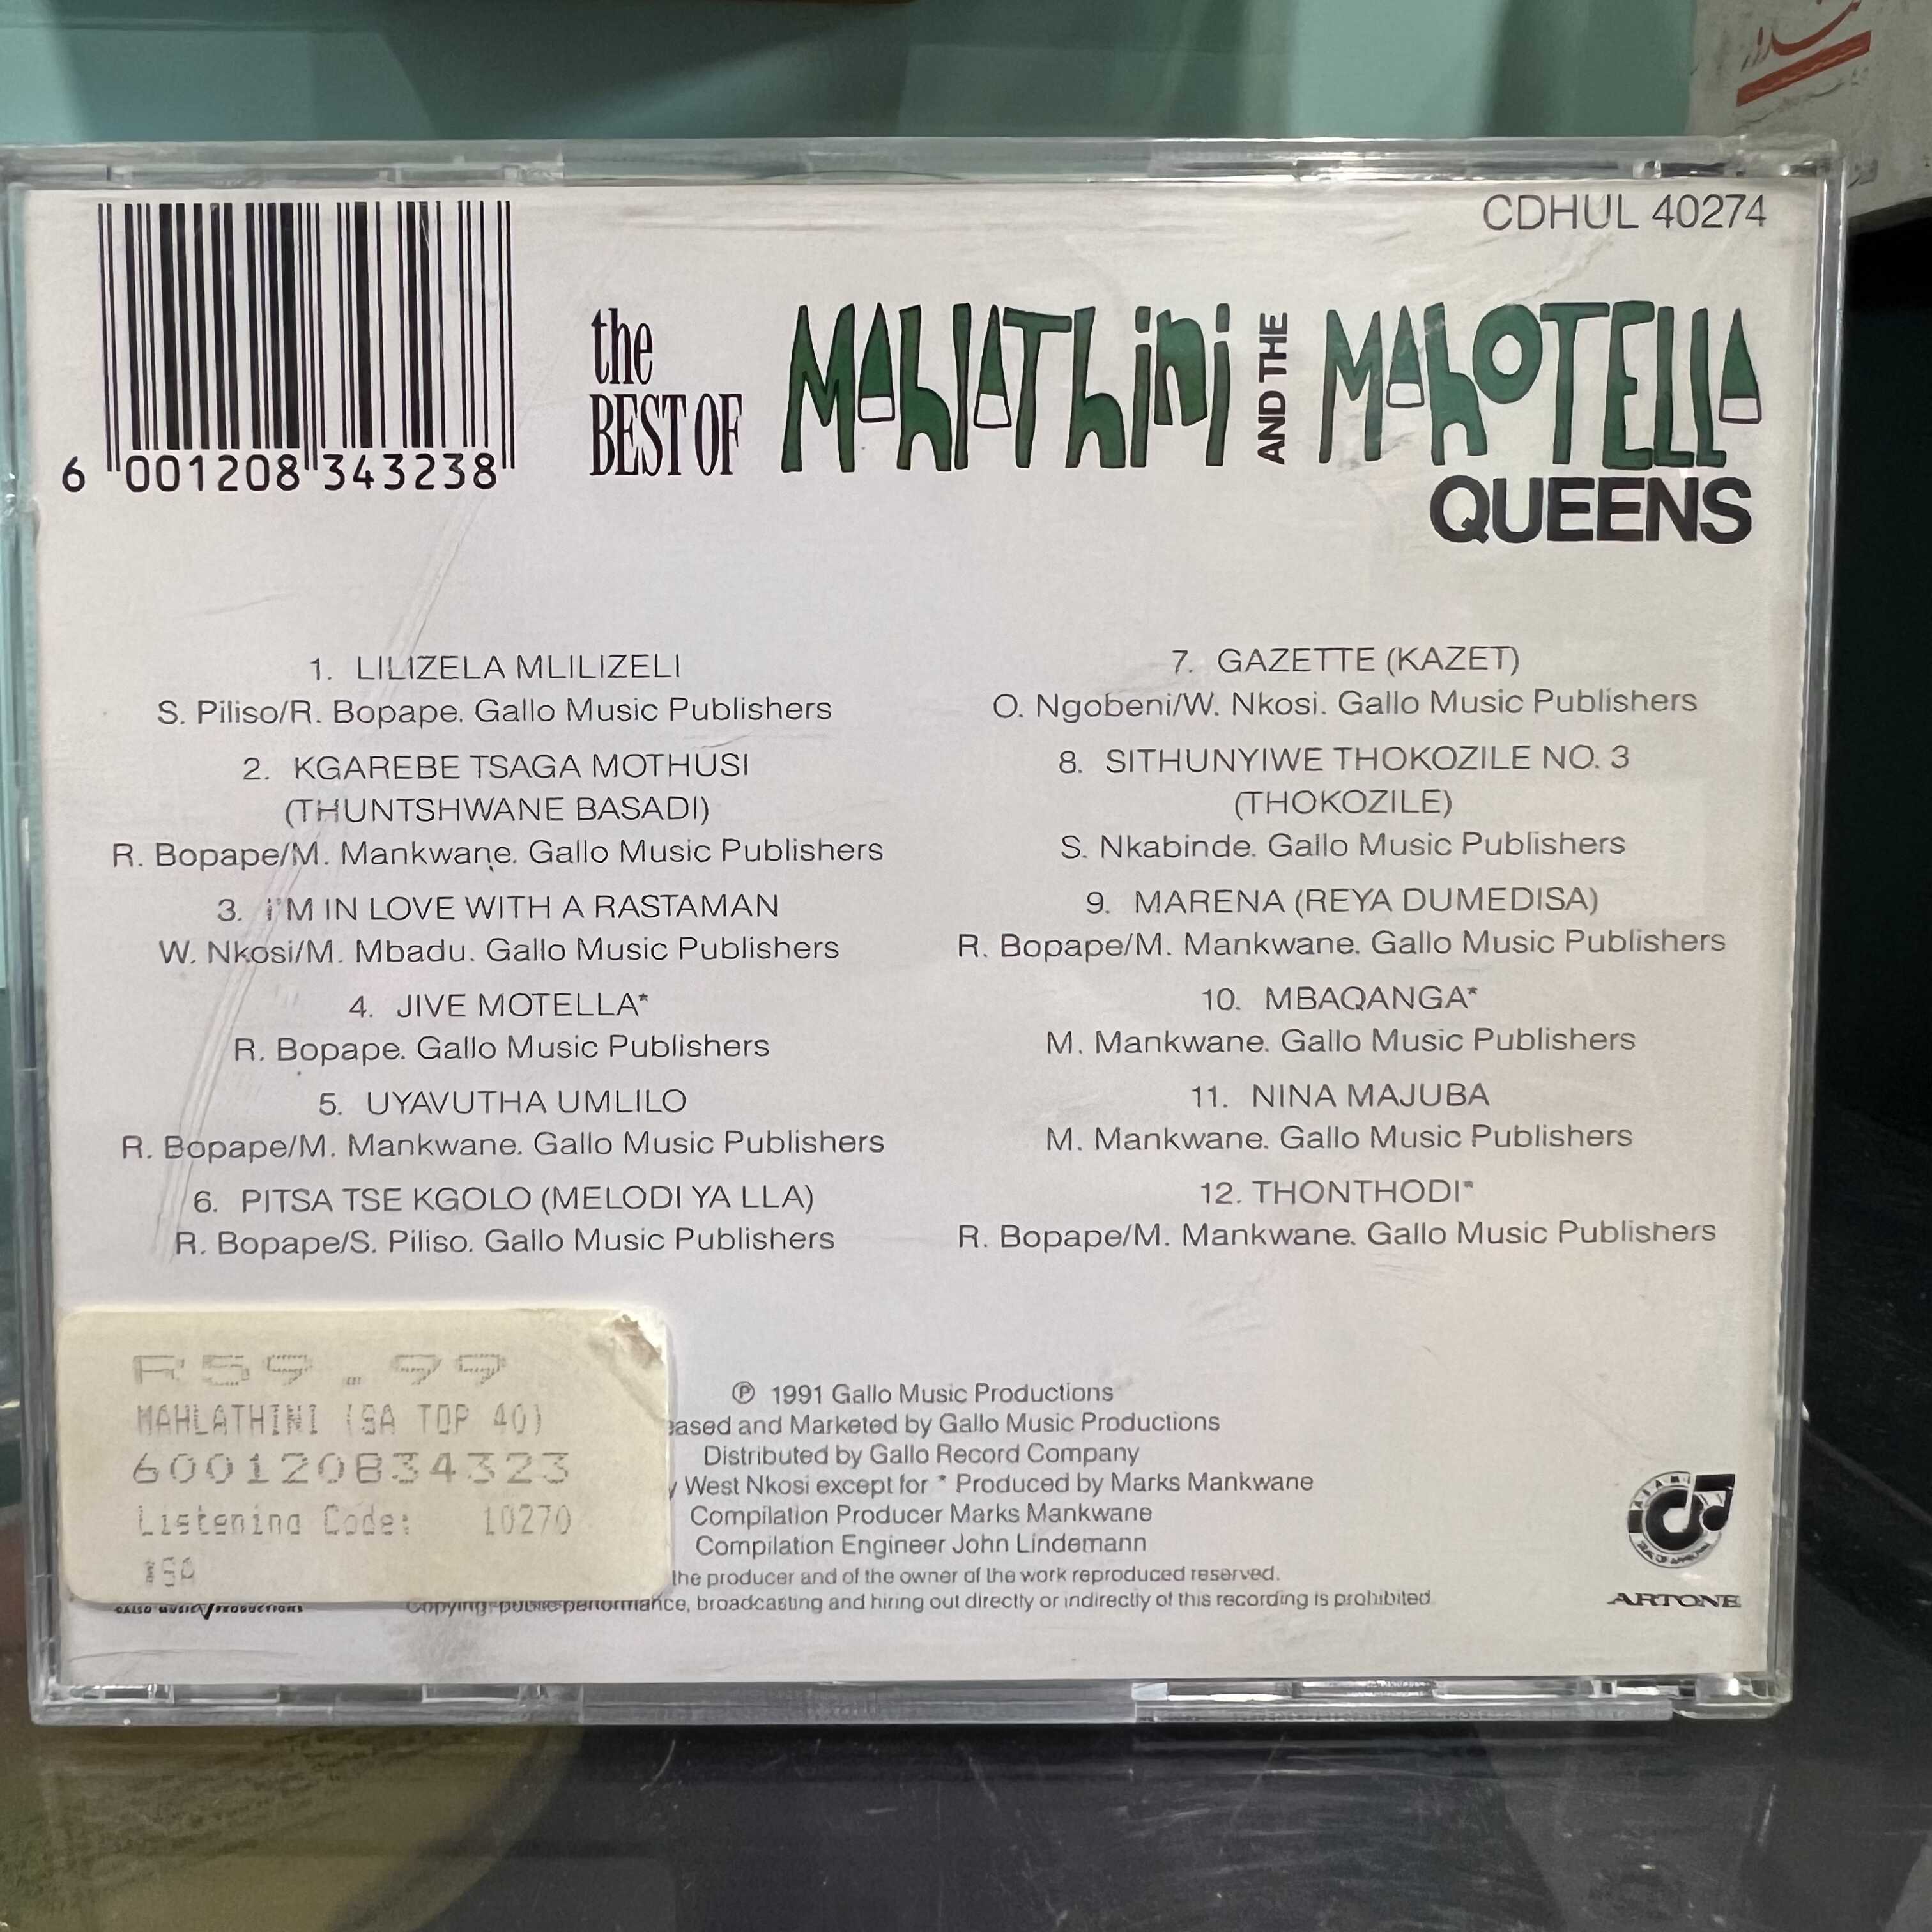 CDHUL 40274
6 001208 343238
the
BEST OF
MAHLATHINI AND THE MAHOTELLA
QUEENS
1. LILIZELA MLILIZELI
S. Piliso/R. Bopape. Gallo Music Publishers
2. KGAREBE TSAGA MOTHUSI
(THUNTSHWANE BASADI)
R. Bopape/M. Mankwane. Gallo Music Publishers
3. I'M IN LOVE WITH A RASTAMAN
W. Nkosi/M. Mbadu. Gallo Music Publishers
4. JIVE MOTELLA*
R. Bopape. Gallo Music Publishers
5. UYAVUTHA UMLILO
R. Bopape/M. Mankwane. Gallo Music Publishers
6. PITSA TSE KGOLO (MELODI YA LLA)
R. Bopape/S. Piliso. Gallo Music Publishers
7. GAZETTE (KAZET)
O. Ngobeni/W. Nkosi. Gallo Music Publishers
8. SITHUNYIWE THOKOZILE NO. 3
(THOKOZILE)
S. Nkabinde. Gallo Music Publishers
9. MARENA (REYA DUMEDISA)
R. Bopape/M. Mankwane. Gallo Music Publishers
10. MBAQANGA*
M. Mankwane. Gallo Music Publishers
11. NINA MAJUBA
M. Mankwane. Gallo Music Publishers
12. THONTHODI*
R. Bopape/M. Mankwane. Gallo Music Publishers
R59.99
MAHLATHINI (SA TOP 40)
600120834323
Listening Code: 10270
℗ 1991 Gallo Music Productions
and Marketed by Gallo Music Productions
Distributed by Gallo Record Company
West Nkosi except for * Produced by Marks Mankwane
Compilation Producer Marks Mankwane
Compilation Engineer John Lindemann
the producer and of the owner of the work reproduced reserved.
Copying, public performance, broadcasting and hiring out directly or indirectly of this recording is prohibited
GALLO MUSIC PRODUCTIONS
ARTONE